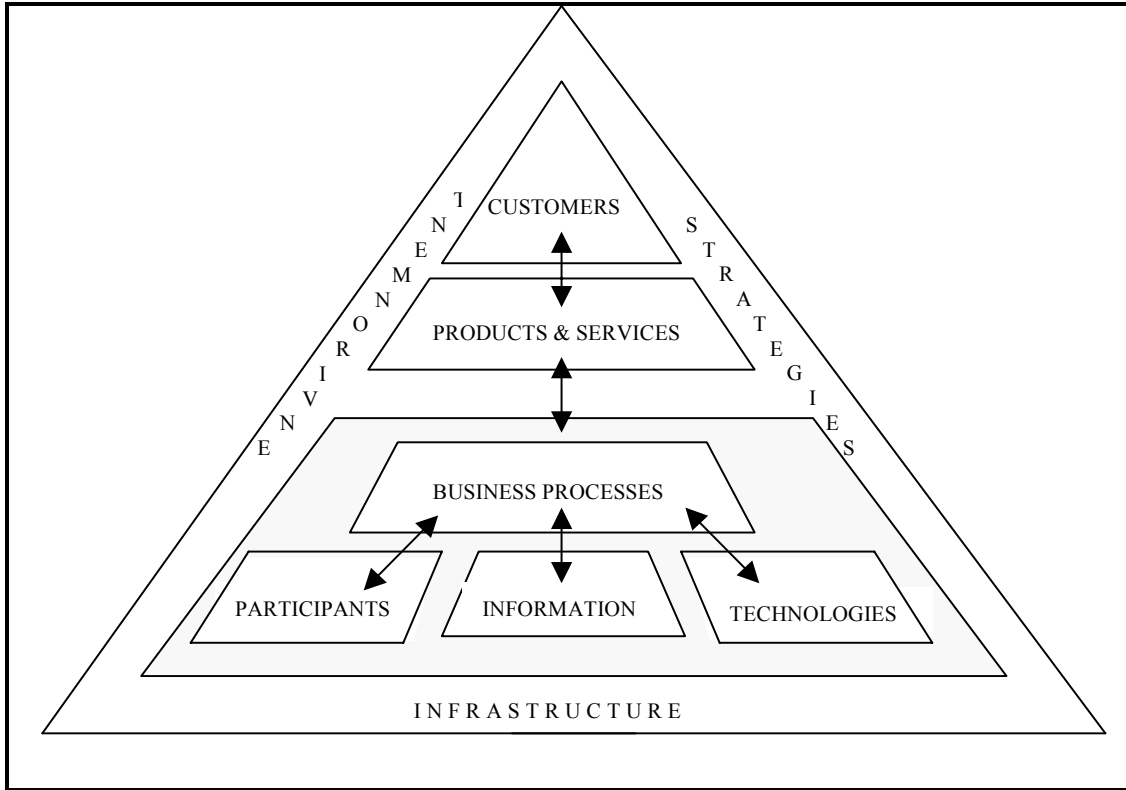 CUSTOMERS
ENVIRONMENT
STRATEGIES
PRODUCTS & SERVICES
BUSINESS PROCESSES
PARTICIPANTS
INFORMATION
TECHNOLOGIES
INFRASTRUCTURE